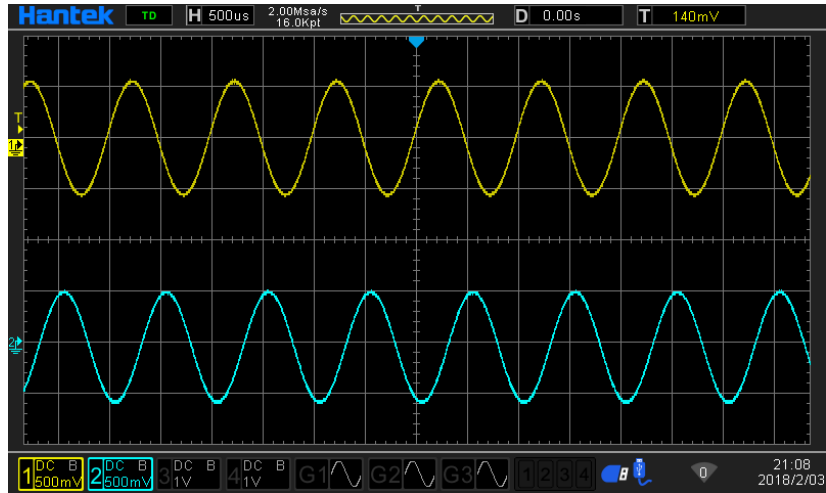 Hantek TD H 500us 2.00Msa/s 16.0Kpt T D 0.00s T 140mV
T
1
2
1 DC B 500mV 2 DC B 500mV 3 DC B 1V 4 DC B 1V G1 G2 G3 1 2 3 4 0 21:08 2018/2/03